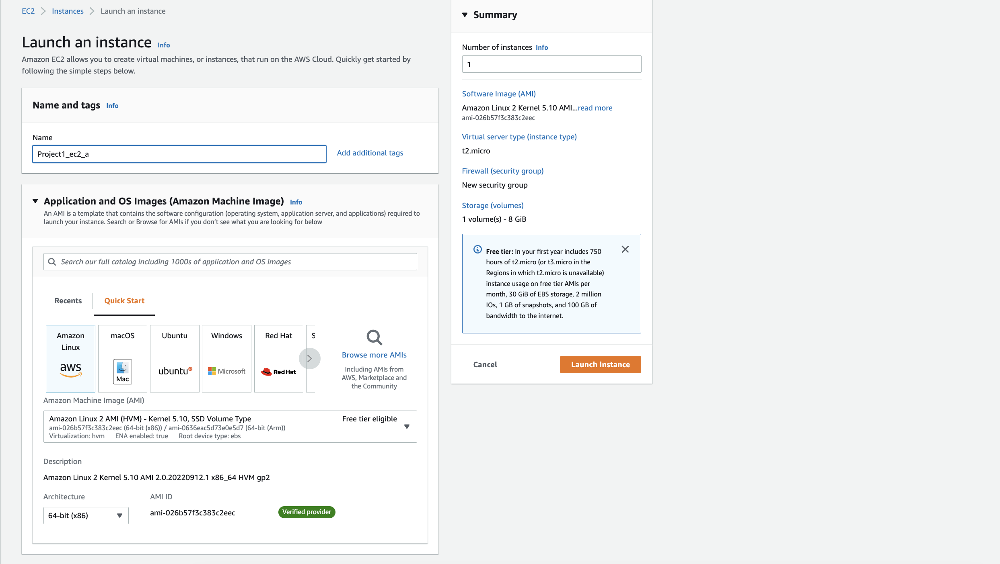 EC2 > Instances > Launch an instance
Launch an instance Info
Amazon EC2 allows you to create virtual machines, or instances, that run on the AWS Cloud. Quickly get started by
following the simple steps below.
Name and tags Info
Name
Project1_ec2_a
Add additional tags
Application and OS Images (Amazon Machine Image) Info
An AMI is a template that contains the software configuration (operating system, application server, and applications) required to
launch your instance. Search or Browse for AMIs if you don’t see what you are looking for below
Search our full catalog including 1000s of application and OS images
Recents
Quick Start
Amazon
Linux
aws
macOS
Mac
Ubuntu
ubuntu
Windows
Microsoft
Red Hat
Red Hat
S
Browse more AMIs
Including AMIs from
AWS, Marketplace and
the Community
Amazon Machine Image (AMI)
Amazon Linux 2 AMI (HVM) - Kernel 5.10, SSD Volume Type
Free tier eligible
ami-026b57f3c383c2eec (64-bit (x86)) / ami-0636eac5d73e0e5d7 (64-bit (Arm))
Virtualization: hvm ENA enabled: true Root device type: ebs
Description
Amazon Linux 2 Kernel 5.10 AMI 2.0.20220912.1 x86_64 HVM gp2
Architecture
64-bit (x86)
AMI ID
ami-026b57f3c383c2eec
Verified provider
Summary
Number of instances Info
1
Software Image (AMI)
Amazon Linux 2 Kernel 5.10 AMI...read more
ami-026b57f3c383c2eec
Virtual server type (instance type)
t2.micro
Firewall (security group)
New security group
Storage (volumes)
1 volume(s) - 8 GiB
Free tier: In your first year includes 750
hours of t2.micro (or t3.micro in the
Regions in which t2.micro is unavailable)
instance usage on free tier AMIs per
month, 30 GiB of EBS storage, 2 million
IOs, 1 GB of snapshots, and 100 GB of
bandwidth to the internet.
Cancel
Launch instance